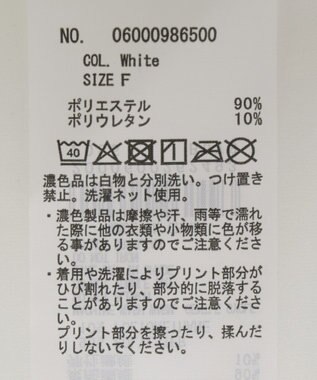 NO. 06000986500
COL. White
SIZE F
ポリエステル 90%
ポリウレタン 10%
40
濃色品は白物と分別洗い。つけ置き
禁止。洗濯ネット使用。
・濃色製品は摩擦や汗、雨等で濡れ
た際に他の衣類や小物類に色が移
る事がありますのでご注意くださ
い。
・着用や洗濯によりプリント部分が
ひび割れたり、部分的に脱落する
ことがありますのでご注意くださ
い。
プリント部分を擦ったり、揉んだ
りしないでください。